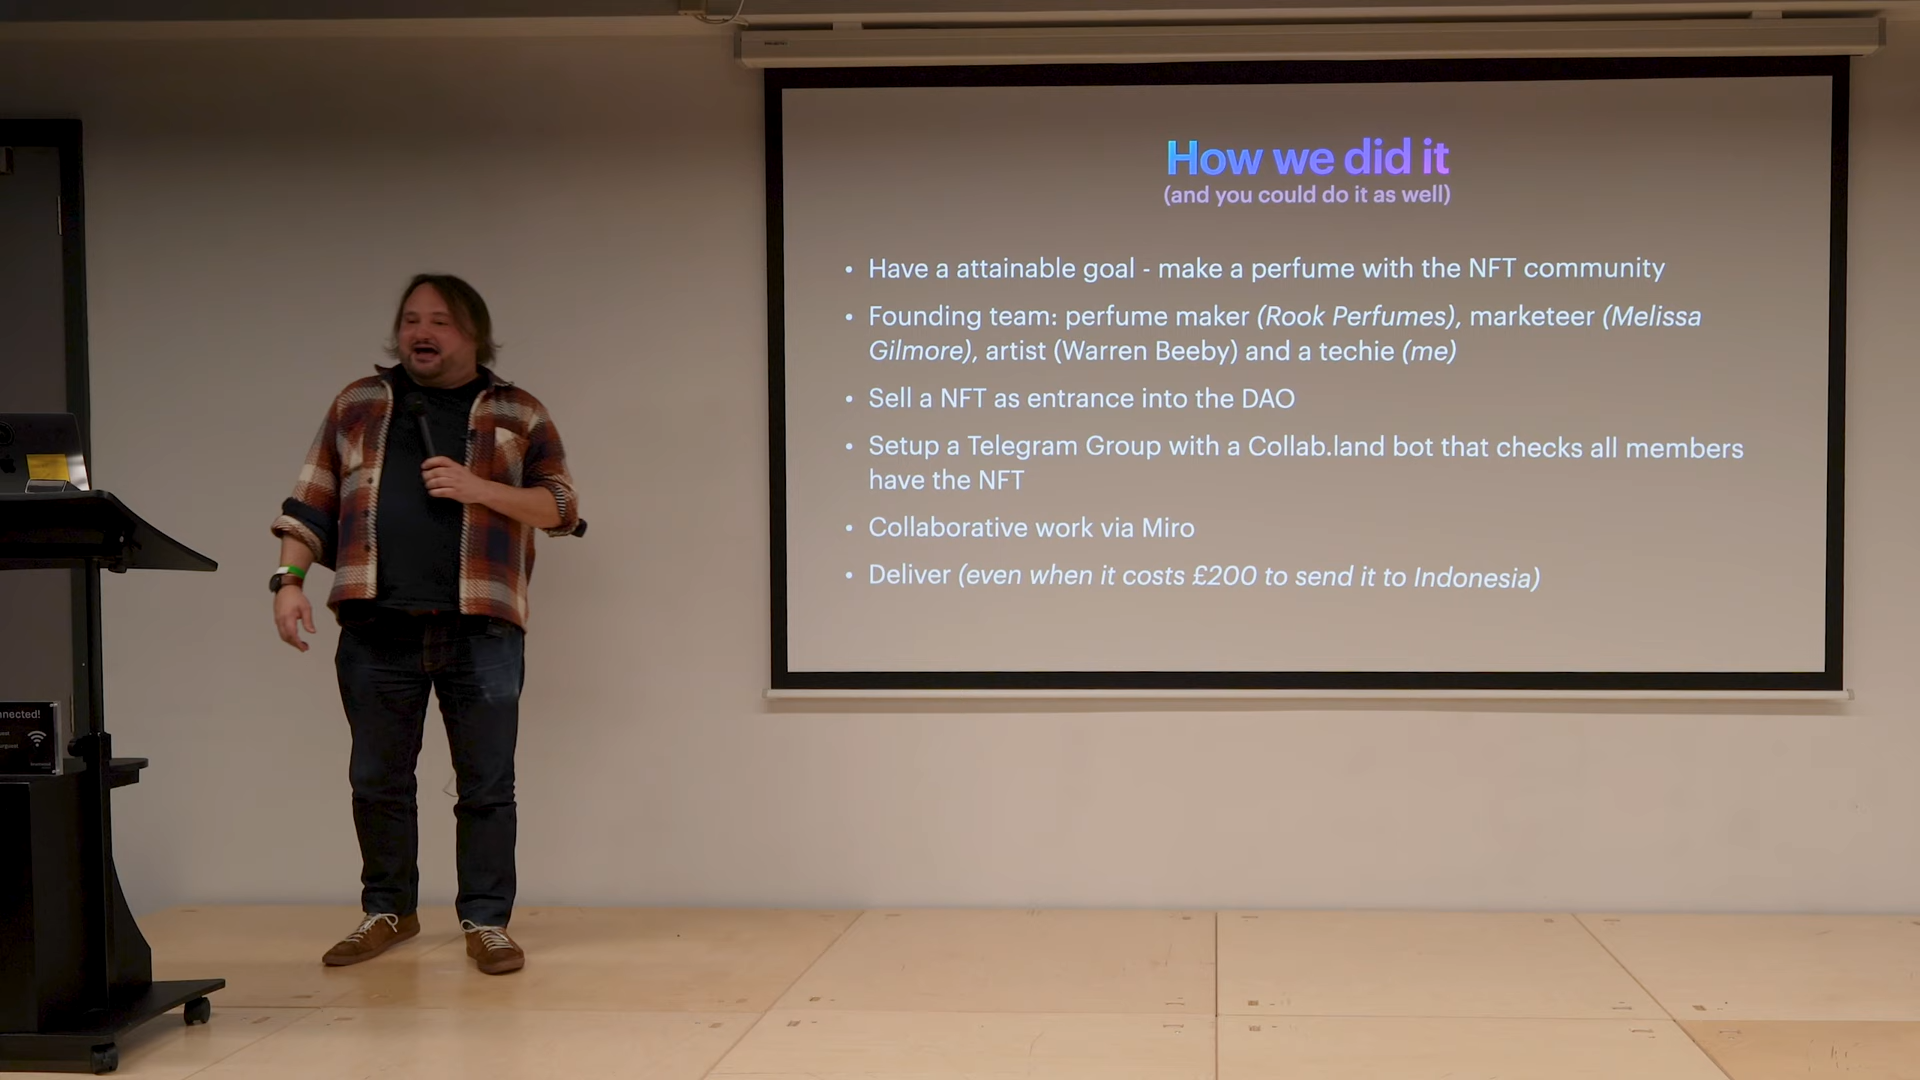 How we did it
(and you could do it as well)
• Have a attainable goal - make a perfume with the NFT community
• Founding team: perfume maker (Rook Perfumes), marketeer (Melissa
Gilmore), artist (Warren Beeby) and a techie (me)
• Sell a NFT as entrance into the DAO
• Setup a Telegram Group with a Collab.land bot that checks all members
have the NFT
• Collaborative work via Miro
• Deliver (even when it costs £200 to send it to Indonesia)
nnected!